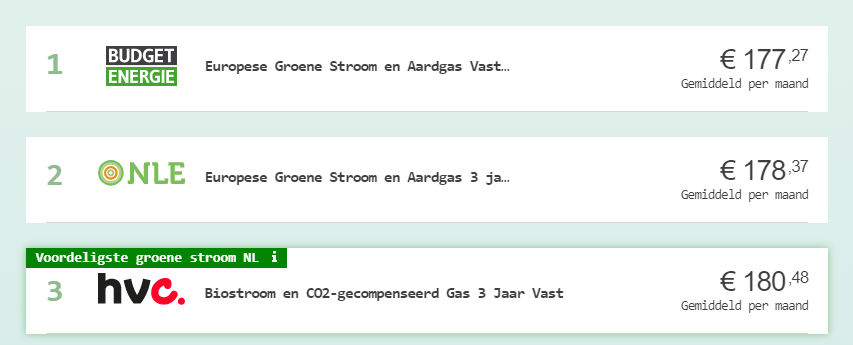 1
BUDGET
ENERGIE
Europese Groene Stroom en Aardgas Vast…
€ 177,27
Gemiddeld per maand
2
NLE
Europese Groene Stroom en Aardgas 3 ja…
€ 178,37
Gemiddeld per maand
Voordeligste groene stroom NL i
3
hvc.
Biostroom en CO2-gecompenseerd Gas 3 Jaar Vast
€ 180,48
Gemiddeld per maand